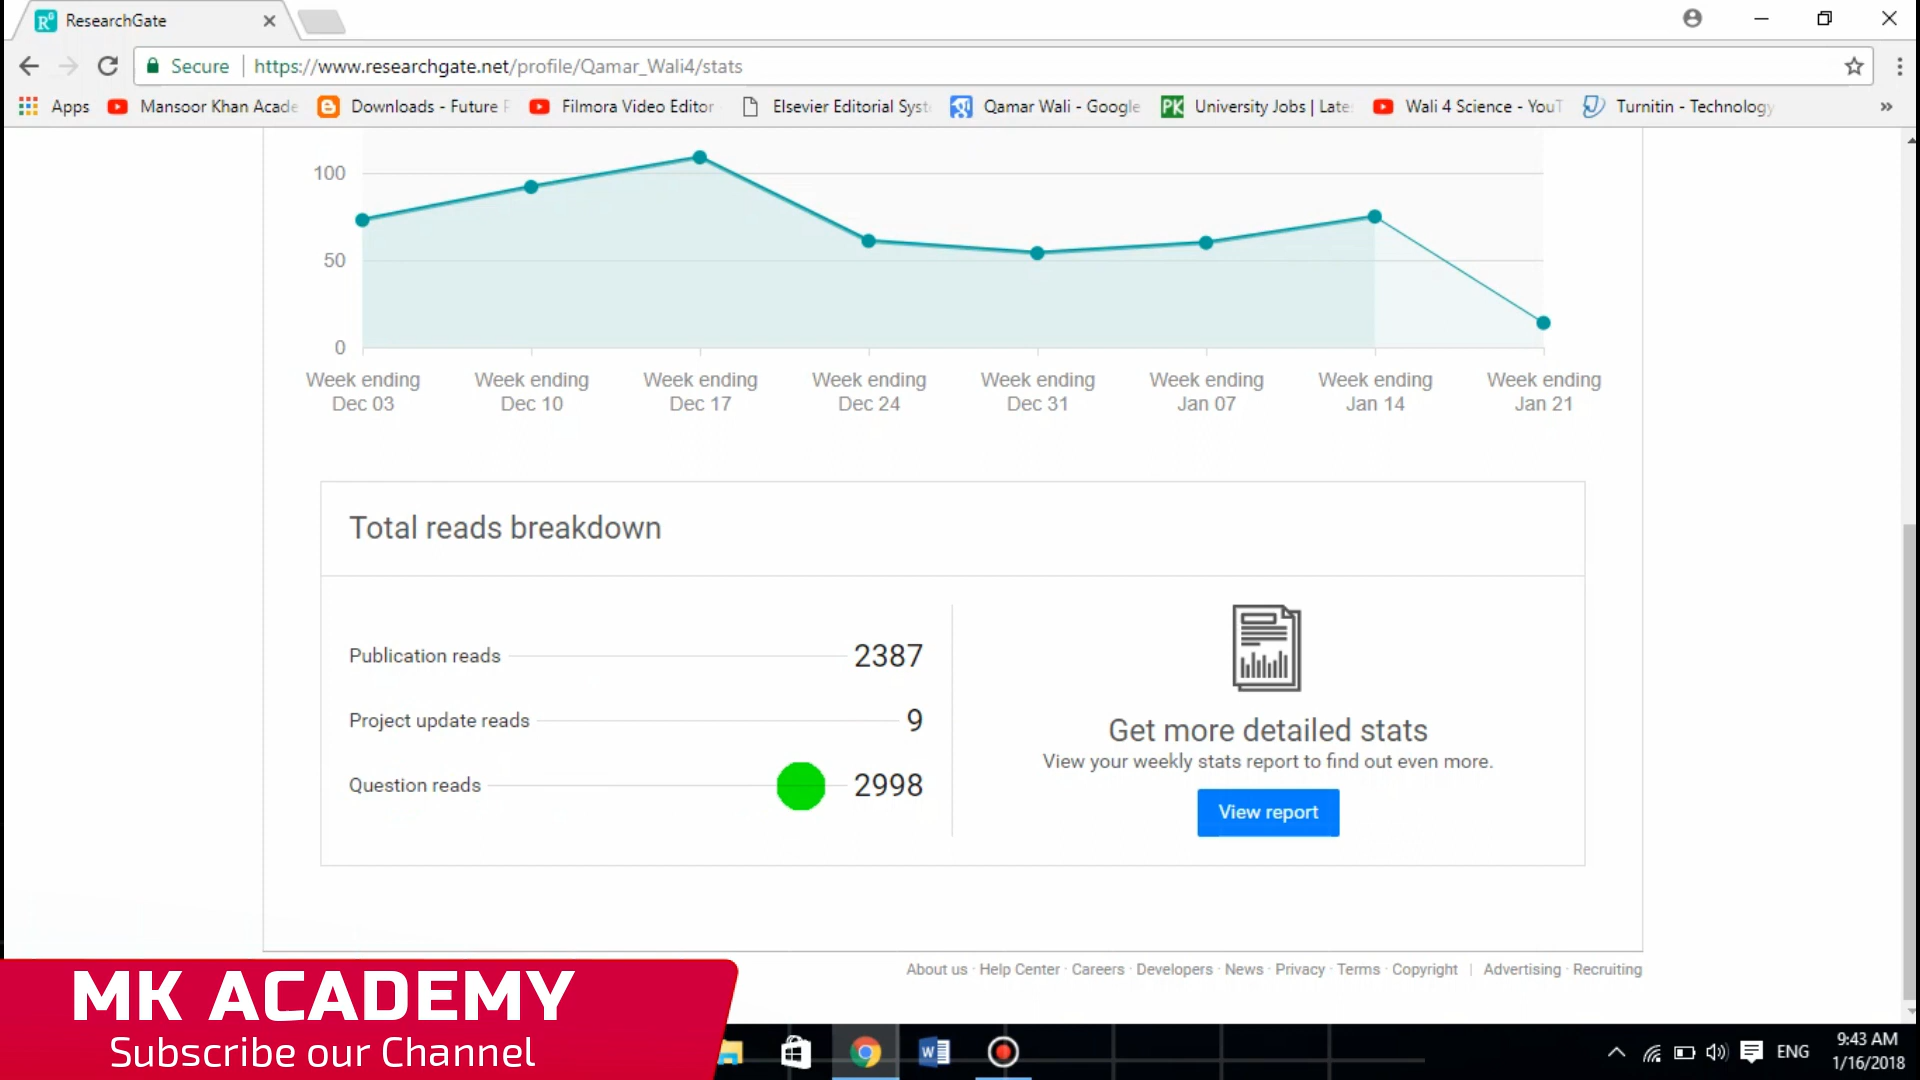 ResearchGate
Secure https://www.researchgate.net/profile/Qamar_Wali4/stats
Apps Mansoor Khan Acade Downloads - Future Filmora Video Editor Elsevier Editorial Syst Qamar Wali - Google University Jobs | Late Wali 4 Science - You Turnitin - Technology »
100
50
0
Week ending Week ending Week ending Week ending Week ending Week ending Week ending Week ending
Dec 03 Dec 10 Dec 17 Dec 24 Dec 31 Jan 07 Jan 14 Jan 21
Total reads breakdown
Publication reads 2387
Project update reads 9
Question reads 2998
Get more detailed stats
View your weekly stats report to find out even more.
View report
About us · Help Center · Careers · Developers · News · Privacy · Terms · Copyright | Advertising · Recruiting
MK ACADEMY
Subscribe our Channel
ENG
9:43 AM
1/16/2018